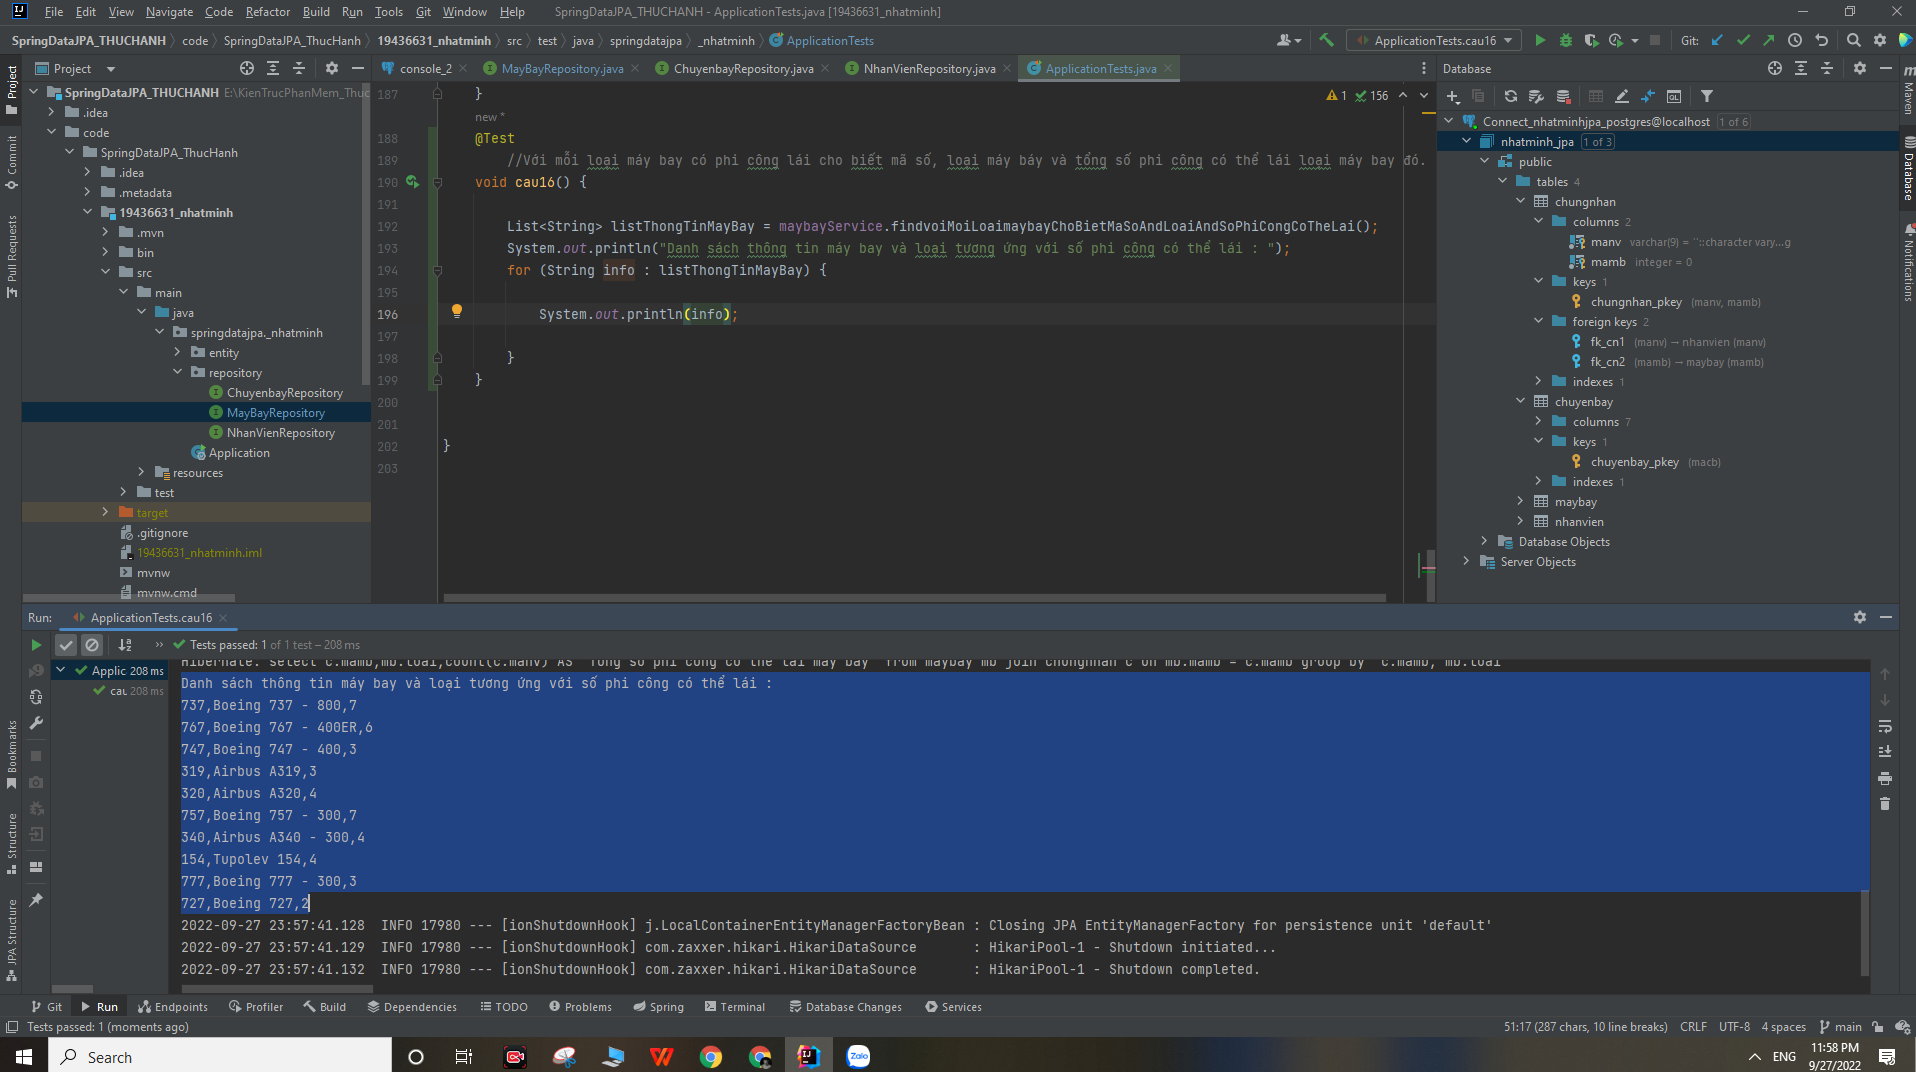 File Edit View Navigate Code Refactor Build Run Tools Git Window Help SpringDataJPA_THUCHANH - ApplicationTests.java [19436631_nhatminh]
SpringDataJPA_THUCHANH code SpringDataJPA_ThucHanh 19436631_nhatminh src test java springdatajpa _nhatminh ApplicationTests
ApplicationTests.cau16 Git:
Project
console_2 MayBayRepository.java ChuyenbayRepository.java NhanVienRepository.java ApplicationTests.java
Database
SpringDataJPA_THUCHANH E:\KienTrucPhanMem_Thuc
.idea
code
SpringDataJPA_ThucHanh
.idea
.metadata
19436631_nhatminh
.mvn
bin
src
main
java
springdatajpa._nhatminh
entity
repository
ChuyenbayRepository
MayBayRepository
NhanVienRepository
Application
resources
test
target
.gitignore
19436631_nhatminh.iml
mvnw
mvnw.cmd
1 156
187 }
new *
188 @Test
189 //Với mỗi loại máy bay có phi công lái cho biết mã số, loại máy báy và tổng số phi công có thể lái loại máy bay đó.
190 void cau16() {
191
192 List<String> listThongTinMayBay = maybayService.findvoiMoiLoaimaybayChoBietMaSoAndLoaiAndSoPhiCongCoTheLai();
193 System.out.println("Danh sách thông tin máy bay và loại tương ứng với số phi công có thể lái : ");
194 for (String info : listThongTinMayBay) {
195
196 System.out.println(info);
197
198 }
199 }
200
201
202 }
203
Connect_nhatminhjpa_postgres@localhost 1 of 6
nhatminh_jpa 1 of 3
public
tables 4
chungnhan
columns 2
manv varchar(9) = ''::character vary...g
mamb integer = 0
keys 1
chungnhan_pkey (manv, mamb)
foreign keys 2
fk_cn1 (manv) → nhanvien (manv)
fk_cn2 (mamb) → maybay (mamb)
indexes 1
chuyenbay
columns 7
keys 1
chuyenbay_pkey (macb)
indexes 1
maybay
nhanvien
Database Objects
Server Objects
Project
Commit
Pull Requests
Bookmarks
Structure
JPA Structure
Maven
Database
Notifications
Run: ApplicationTests.cau16
Tests passed: 1 of 1 test – 208 ms
Applic 208 ms
cau 208 ms
Hibernate: select c.mamb,mb.loai,count(c.manv) AS "Tong so phi cong co the lai may bay" from maybay mb join chungnhan c on mb.mamb = c.mamb group by c.mamb, mb.loai
Danh sách thông tin máy bay và loại tương ứng với số phi công có thể lái :
737,Boeing 737 - 800,7
767,Boeing 767 - 400ER,6
747,Boeing 747 - 400,3
319,Airbus A319,3
320,Airbus A320,4
757,Boeing 757 - 300,7
340,Airbus A340 - 300,4
154,Tupolev 154,4
777,Boeing 777 - 300,3
727,Boeing 727,2
2022-09-27 23:57:41.128 INFO 17980 --- [ionShutdownHook] j.LocalContainerEntityManagerFactoryBean : Closing JPA EntityManagerFactory for persistence unit 'default'
2022-09-27 23:57:41.129 INFO 17980 --- [ionShutdownHook] com.zaxxer.hikari.HikariDataSource : HikariPool-1 - Shutdown initiated...
2022-09-27 23:57:41.132 INFO 17980 --- [ionShutdownHook] com.zaxxer.hikari.HikariDataSource : HikariPool-1 - Shutdown completed.
Git Run Endpoints Profiler Build Dependencies TODO Problems Spring Terminal Database Changes Services
Tests passed: 1 (moments ago) 51:17 (287 chars, 10 line breaks) CRLF UTF-8 4 spaces main
Search
Zalo
ENG
11:58 PM
9/27/2022